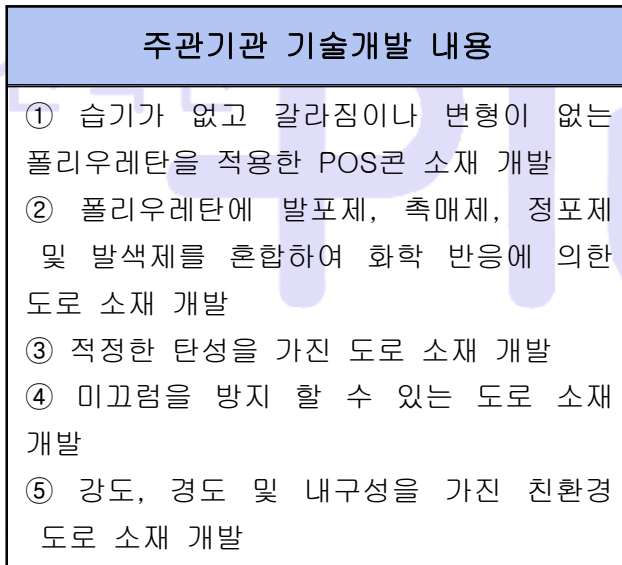 주관기관 기술개발 내용
① 습기가 없고 갈라짐이나 변형이 없는
폴리우레탄을 적용한 POS콘 소재 개발
② 폴리우레탄에 발포제, 촉매제, 정포제
및 발색제를 혼합하여 화학 반응에 의한
도로 소재 개발
③ 적정한 탄성을 가진 도로 소재 개발
④ 미끄럼을 방지 할 수 있는 도로 소재
개발
⑤ 강도, 경도 및 내구성을 가진 친환경
도로 소재 개발